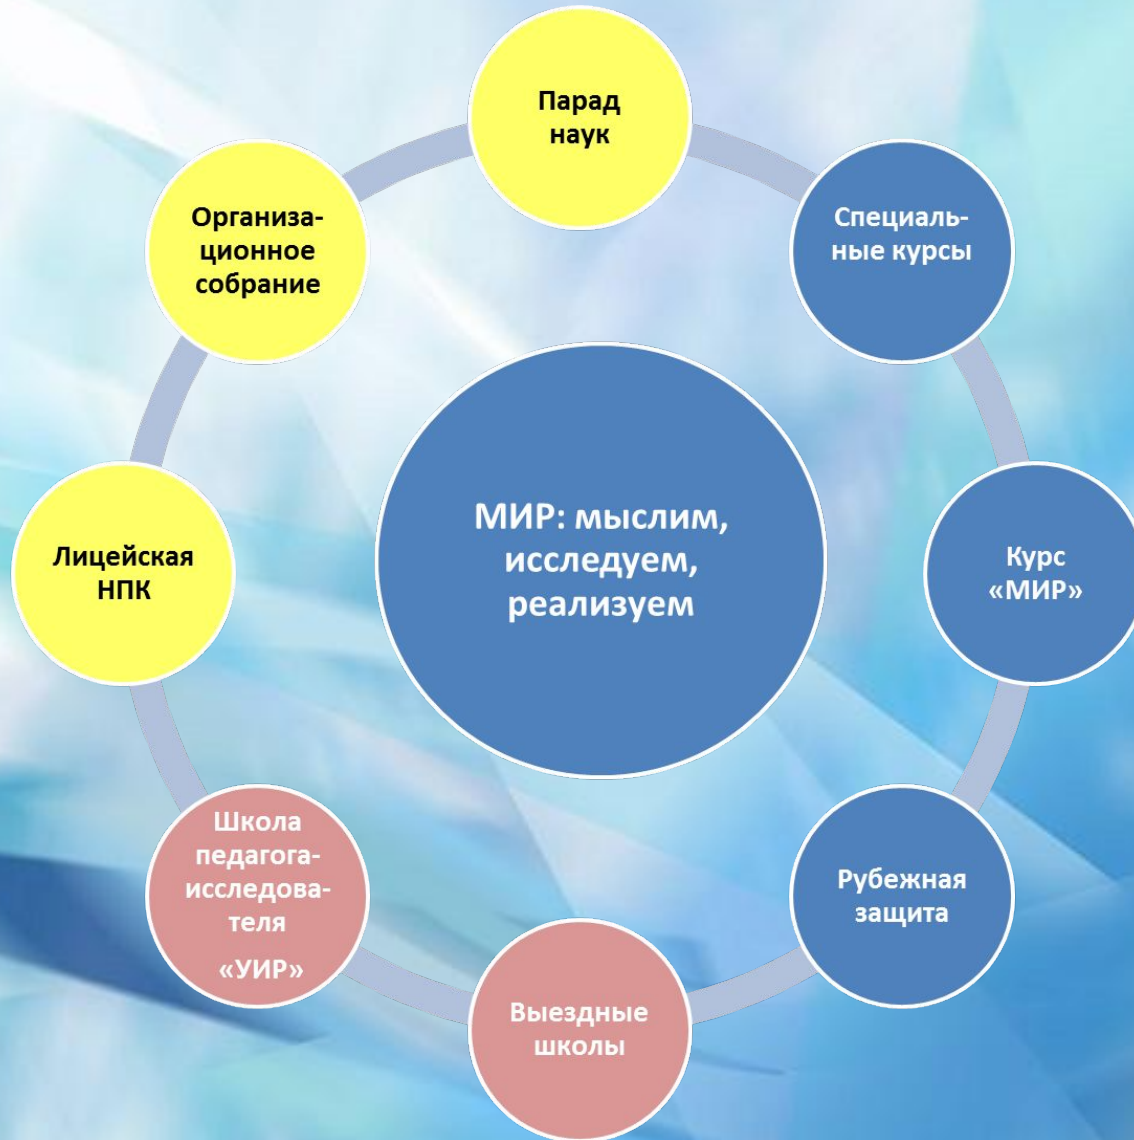 Парад
наук
Специаль-
ные курсы
Курс
«МИР»
Рубежная
защита
Выездные
школы
Школа
педагога-
исследова-
теля
«УИР»
Лицейская
НПК
Организа-
ционное
собрание
МИР: мыслим,
исследуем,
реализуем